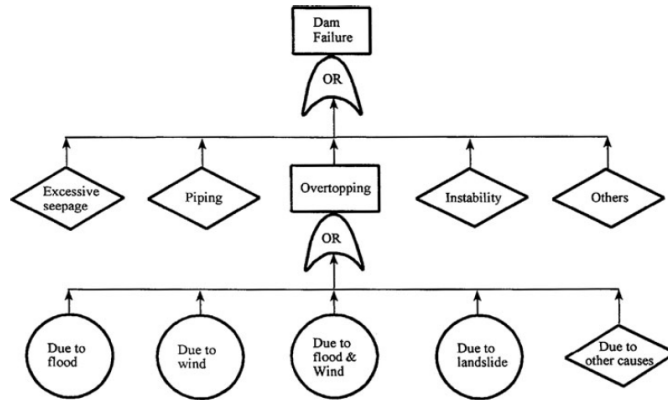 Dam
Failure
OR
Excessive
seepage
Piping
Overtopping
Instability
Others
OR
Due to
flood
Due to
wind
Due to
flood &
Wind
Due to
landslide
Due to
other causes